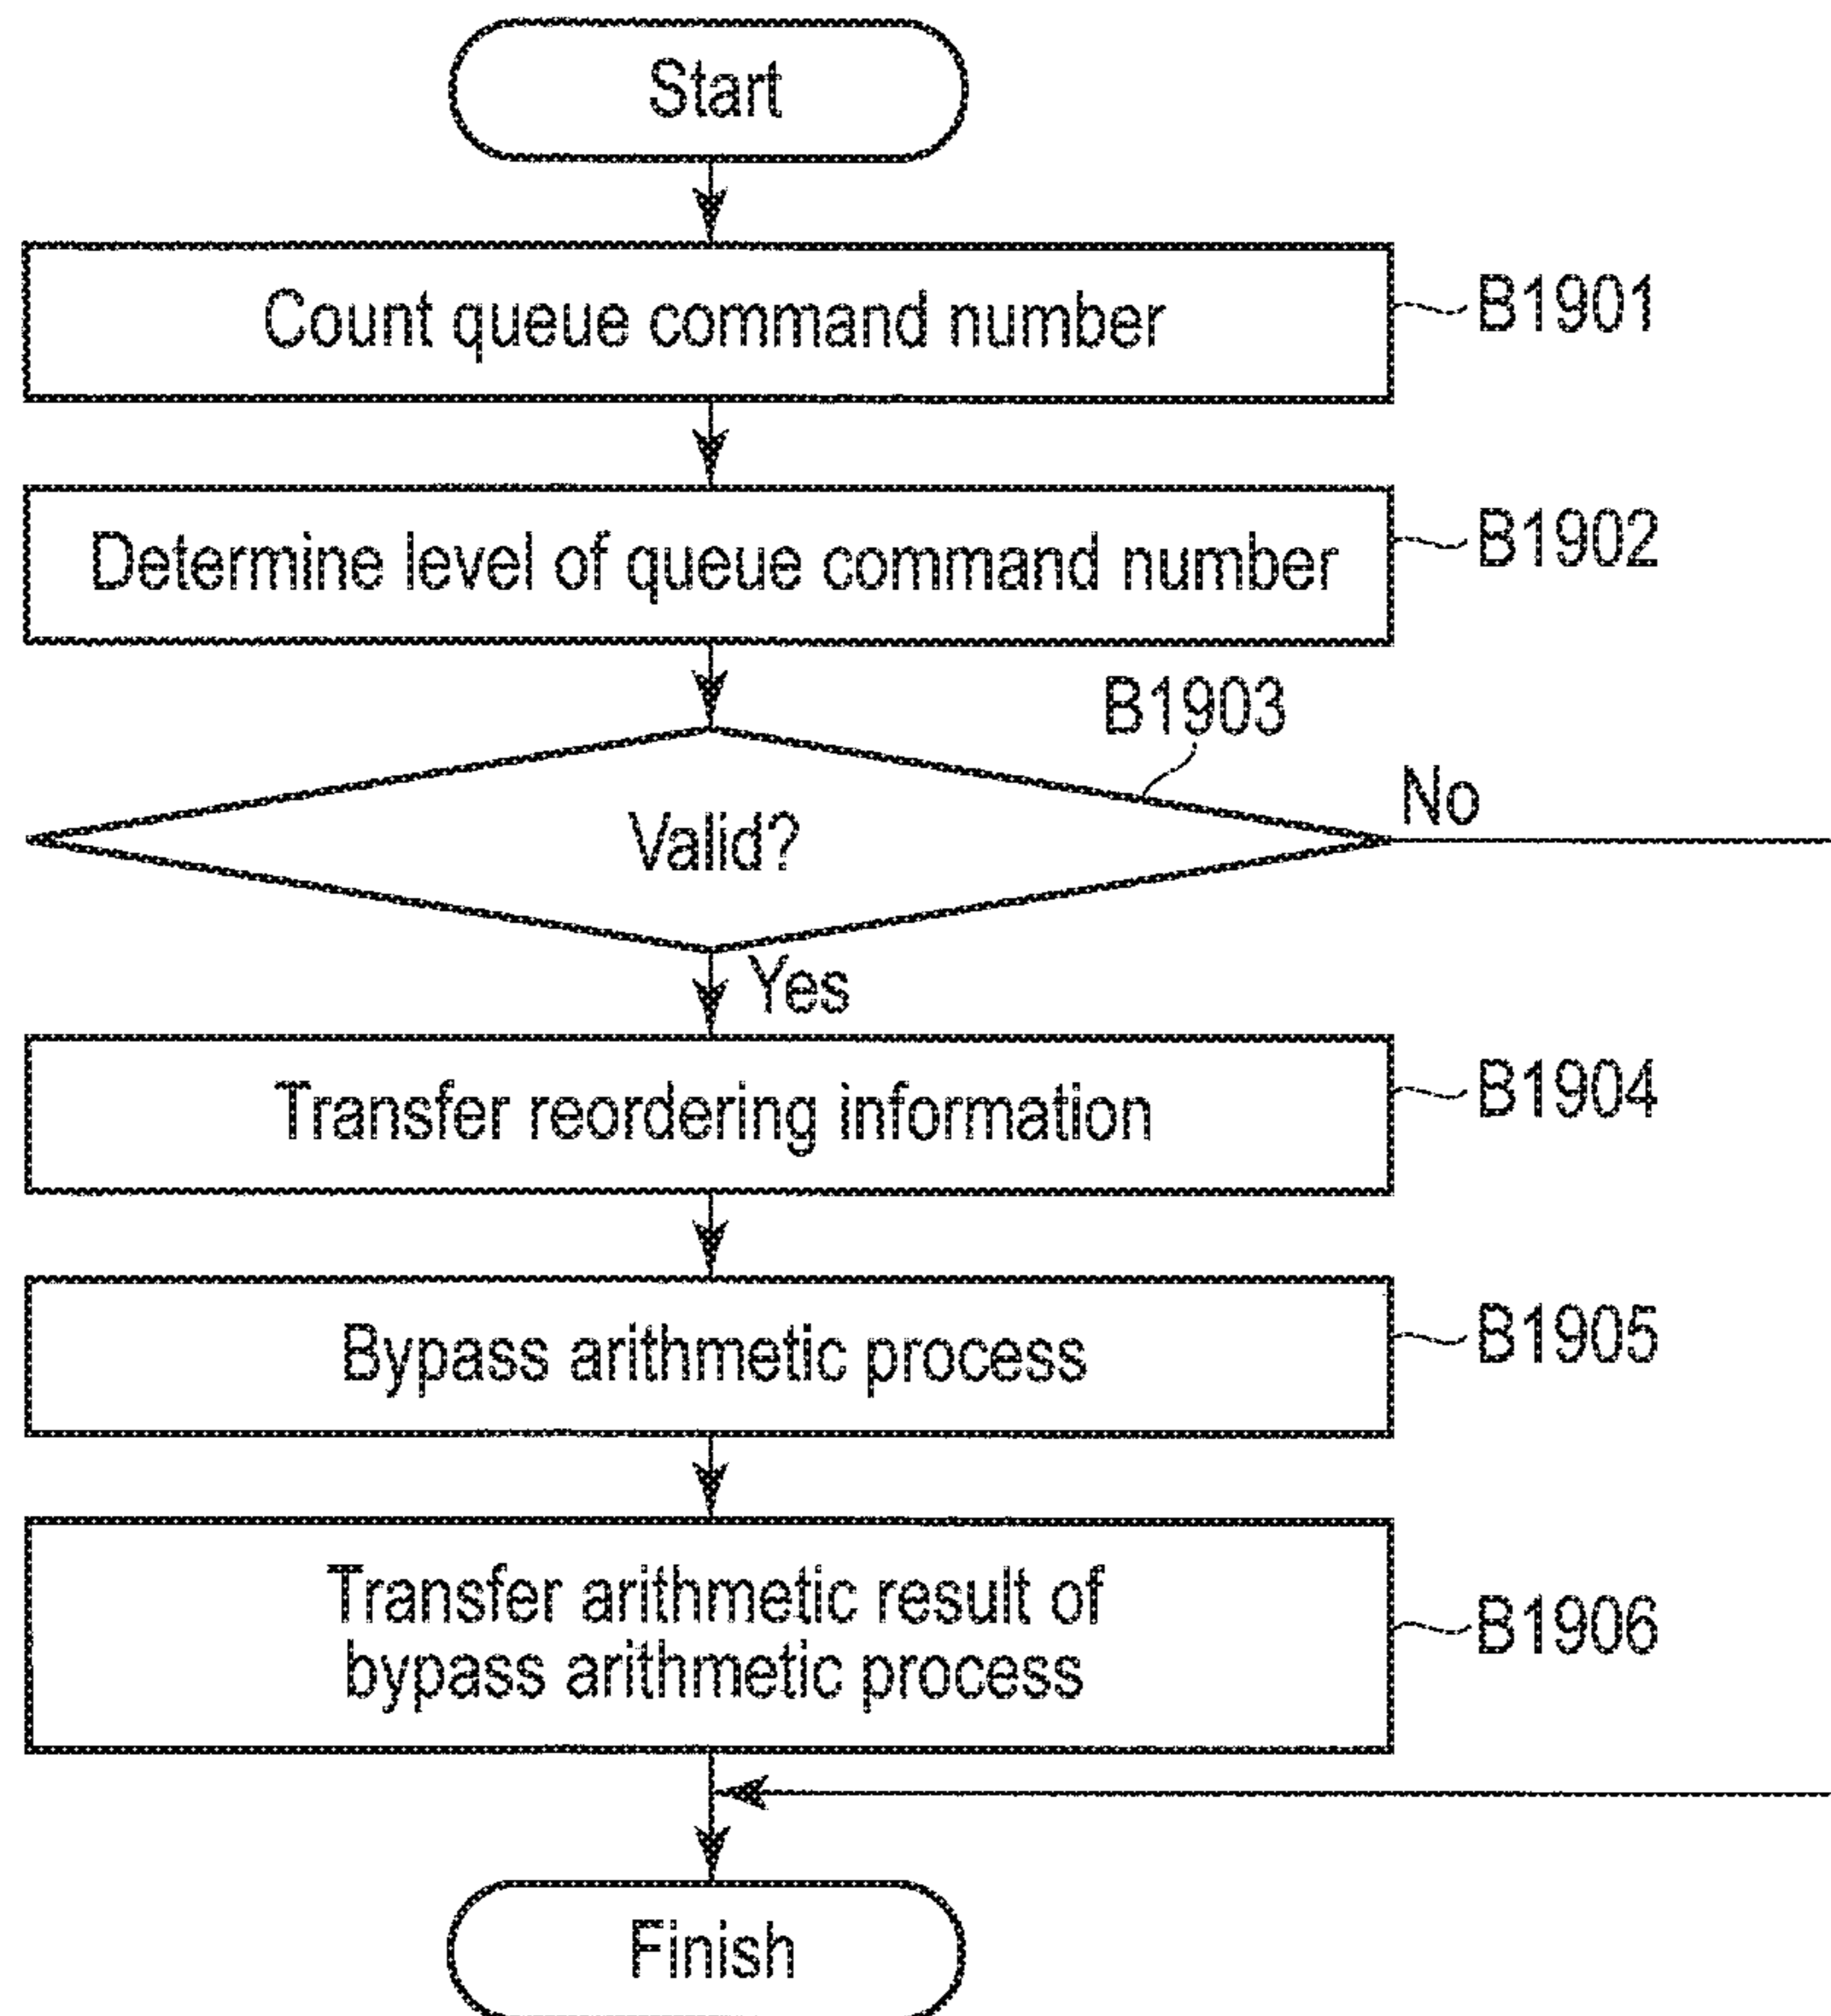 Start
Count queue command number
B1901
Determine level of queue command number
B1902
B1903
Valid?
No
Yes
Transfer reordering information
B1904
Bypass arithmetic process
B1905
Transfer arithmetic result of
bypass arithmetic process
B1906
Finish